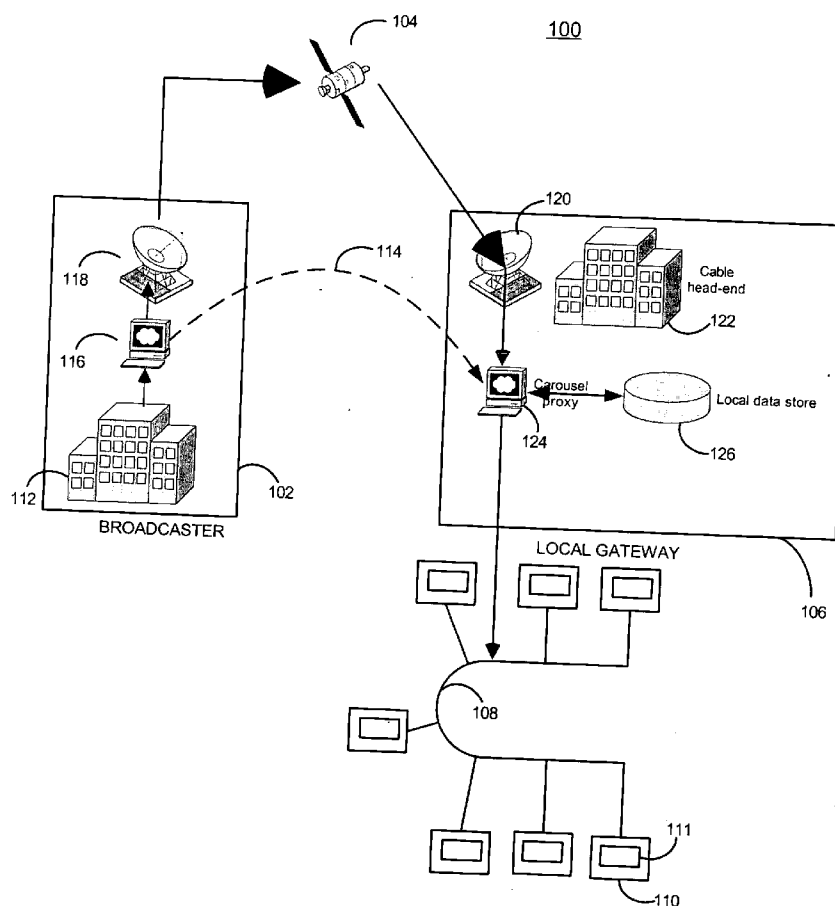 100
104
120
114
118
Cable
head-end
122
116
Carousel
proxy
Local data store
124
126
112
102
BROADCASTER
LOCAL GATEWAY
106
108
111
110